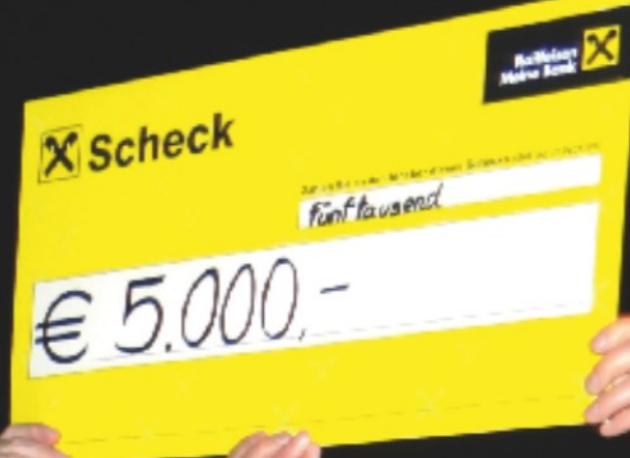 Raiffeisen
Meine Bank
Scheck
fünftausend
€ 5.000,-